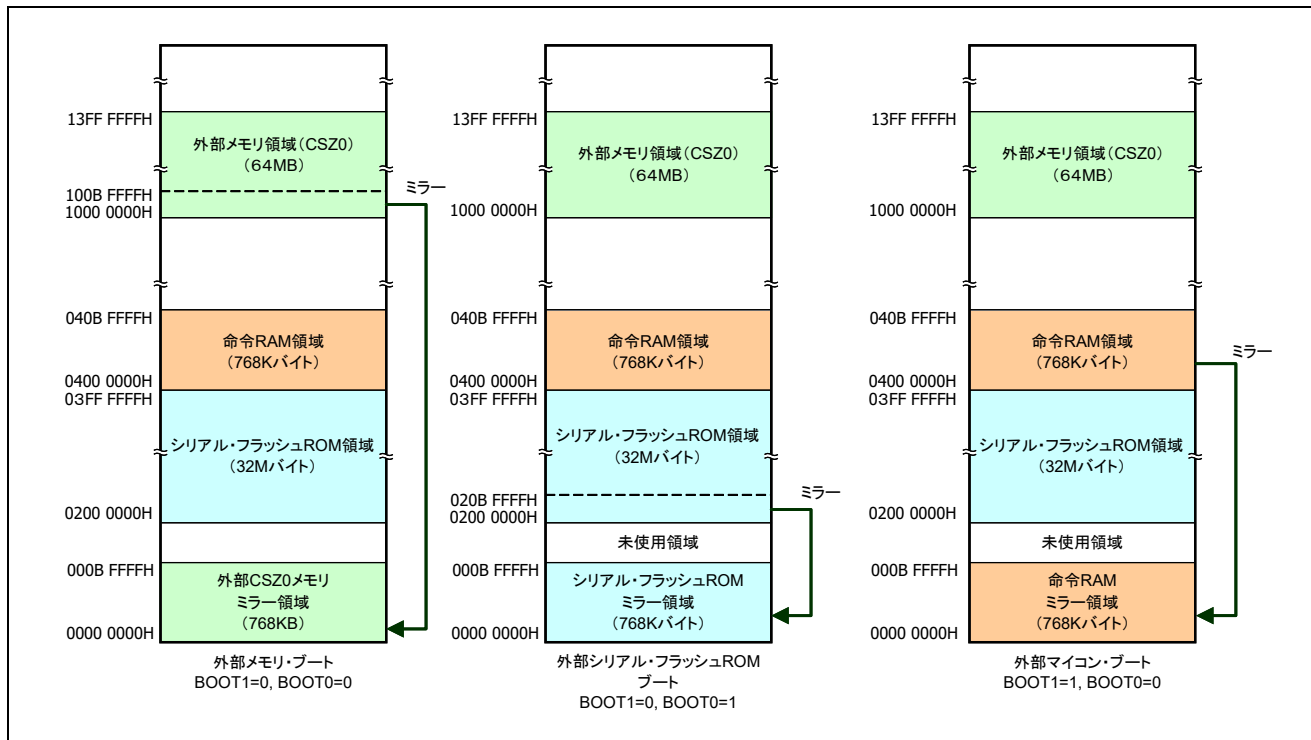 13FF FFFFH
外部メモリ領域(CSZ0)
(64MB)
100B FFFFH
1000 0000H
ミラー
040B FFFFH
命令RAM領域
(768Kバイト)
0400 0000H
03FF FFFFH
シリアル・フラッシュROM領域
(32Mバイト)
0200 0000H
000B FFFFH
外部CSZ0メモリ
ミラー領域
(768KB)
0000 0000H
外部メモリ・ブート
BOOT1=0, BOOT0=0
13FF FFFFH
外部メモリ領域(CSZ0)
(64MB)
1000 0000H
040B FFFFH
命令RAM領域
(768Kバイト)
0400 0000H
03FF FFFFH
シリアル・フラッシュROM領域
(32Mバイト)
020B FFFFH
0200 0000H
ミラー
未使用領域
000B FFFFH
シリアル・フラッシュROM
ミラー領域
(768Kバイト)
0000 0000H
外部シリアル・フラッシュROM
ブート
BOOT1=0, BOOT0=1
13FF FFFFH
外部メモリ領域(CSZ0)
(64MB)
1000 0000H
040B FFFFH
命令RAM領域
(768Kバイト)
ミラー
0400 0000H
03FF FFFFH
シリアル・フラッシュROM領域
(32Mバイト)
0200 0000H
未使用領域
000B FFFFH
命令RAM
ミラー領域
(768Kバイト)
0000 0000H
外部マイコン・ブート
BOOT1=1, BOOT0=0